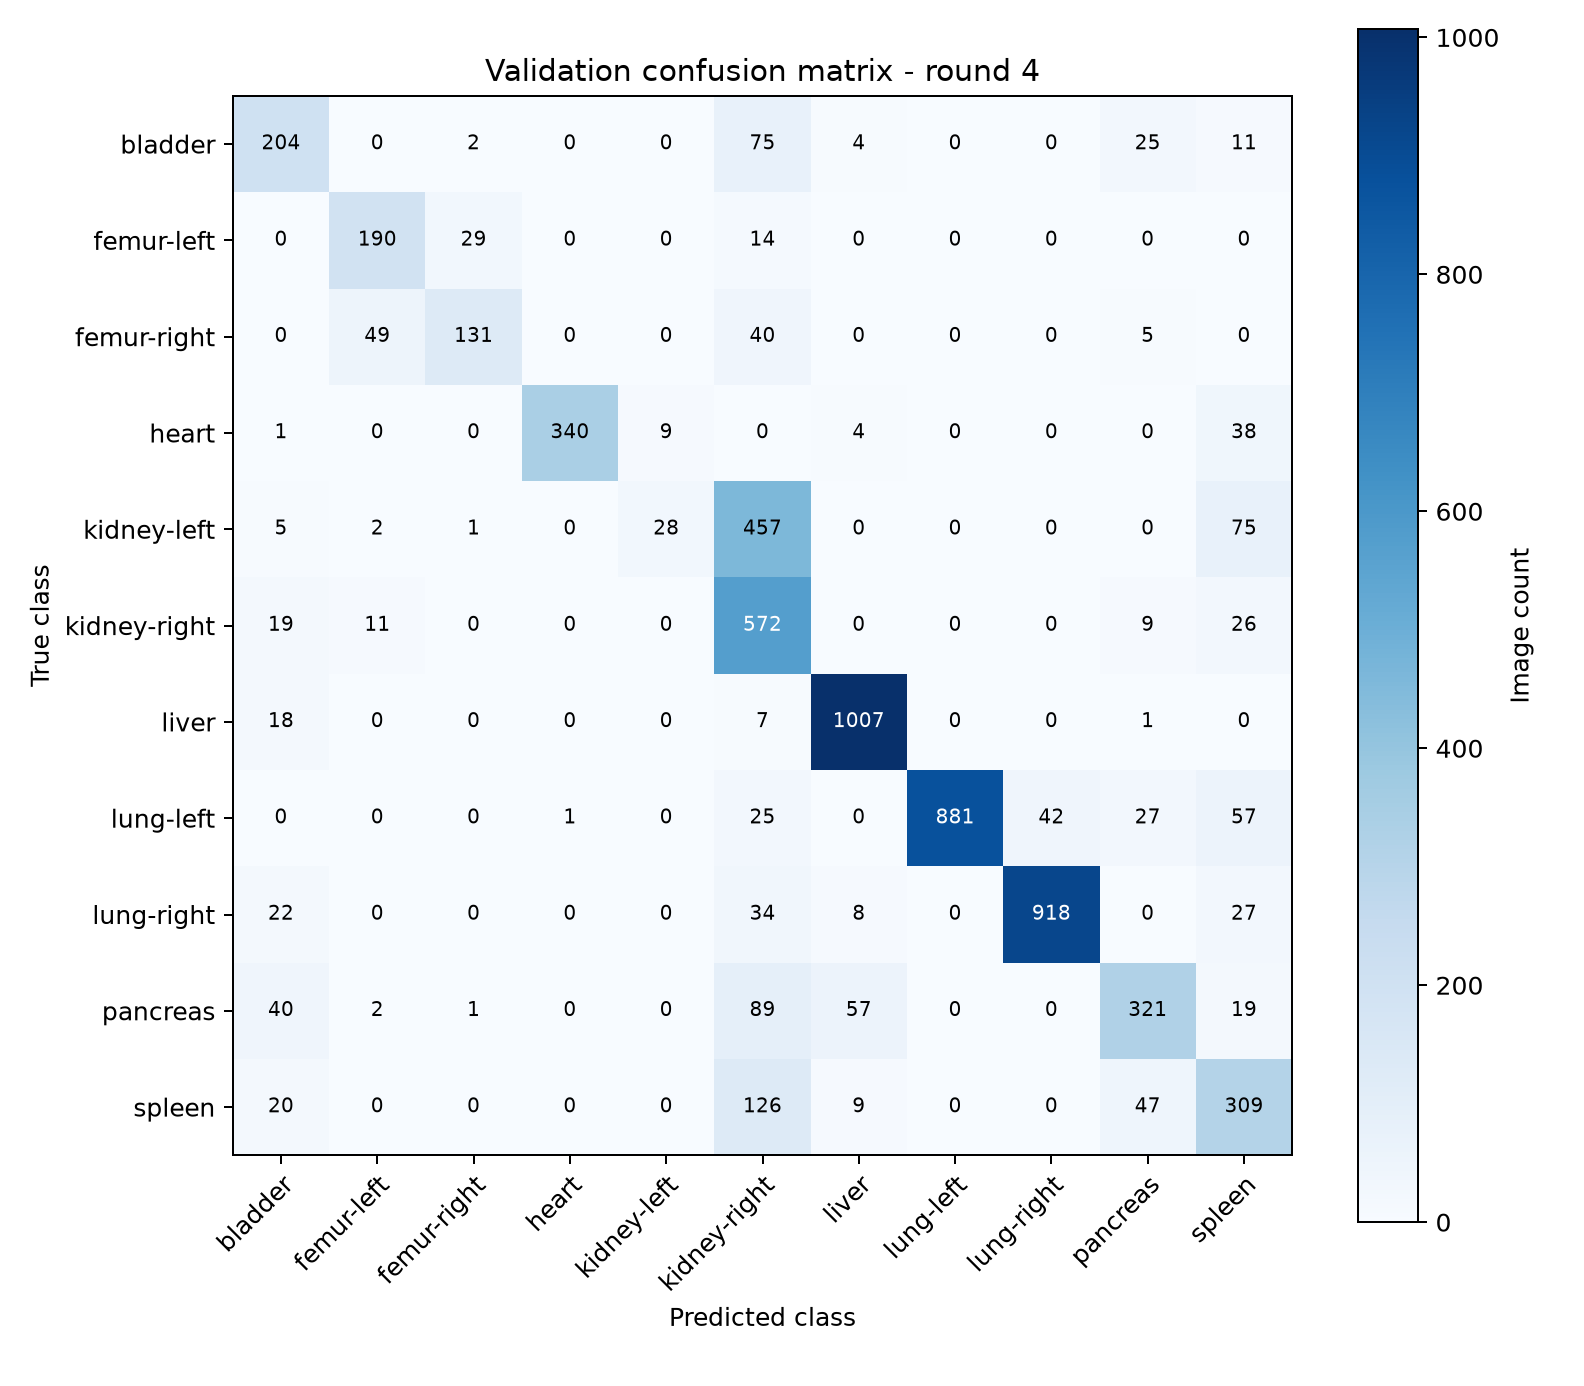 Validation confusion matrix - round 4
True class
bladder 204 0 2 0 0 75 4 0 0 25 11
femur-left 0 190 29 0 0 14 0 0 0 0 0
femur-right 0 49 131 0 0 40 0 0 0 5 0
heart 1 0 0 340 9 0 4 0 0 0 38
kidney-left 5 2 1 0 28 457 0 0 0 0 75
kidney-right 19 11 0 0 0 572 0 0 0 9 26
liver 18 0 0 0 0 7 1007 0 0 1 0
lung-left 0 0 0 1 0 25 0 881 42 27 57
lung-right 22 0 0 0 0 34 8 0 918 0 27
pancreas 40 2 1 0 0 89 57 0 0 321 19
spleen 20 0 0 0 0 126 9 0 0 47 309
bladder femur-left femur-right heart kidney-left kidney-right liver lung-left lung-right pancreas spleen
Predicted class
1000
800
600
400
200
0
Image count